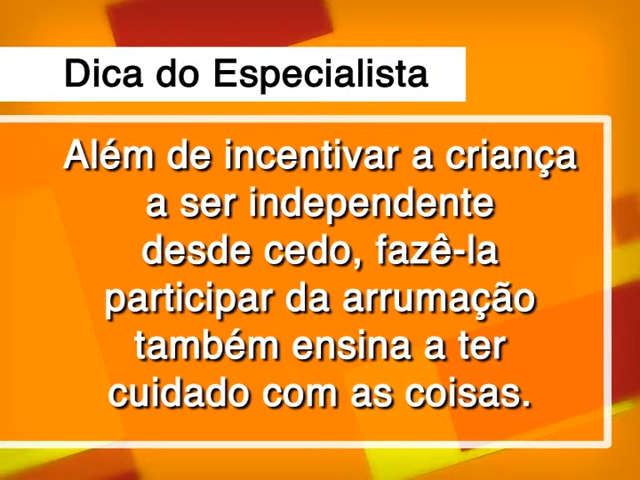 Dica do Especialista
Além de incentivar a criança
a ser independente
desde cedo, fazê-la
participar da arrumação
também ensina a ter
cuidado com as coisas.